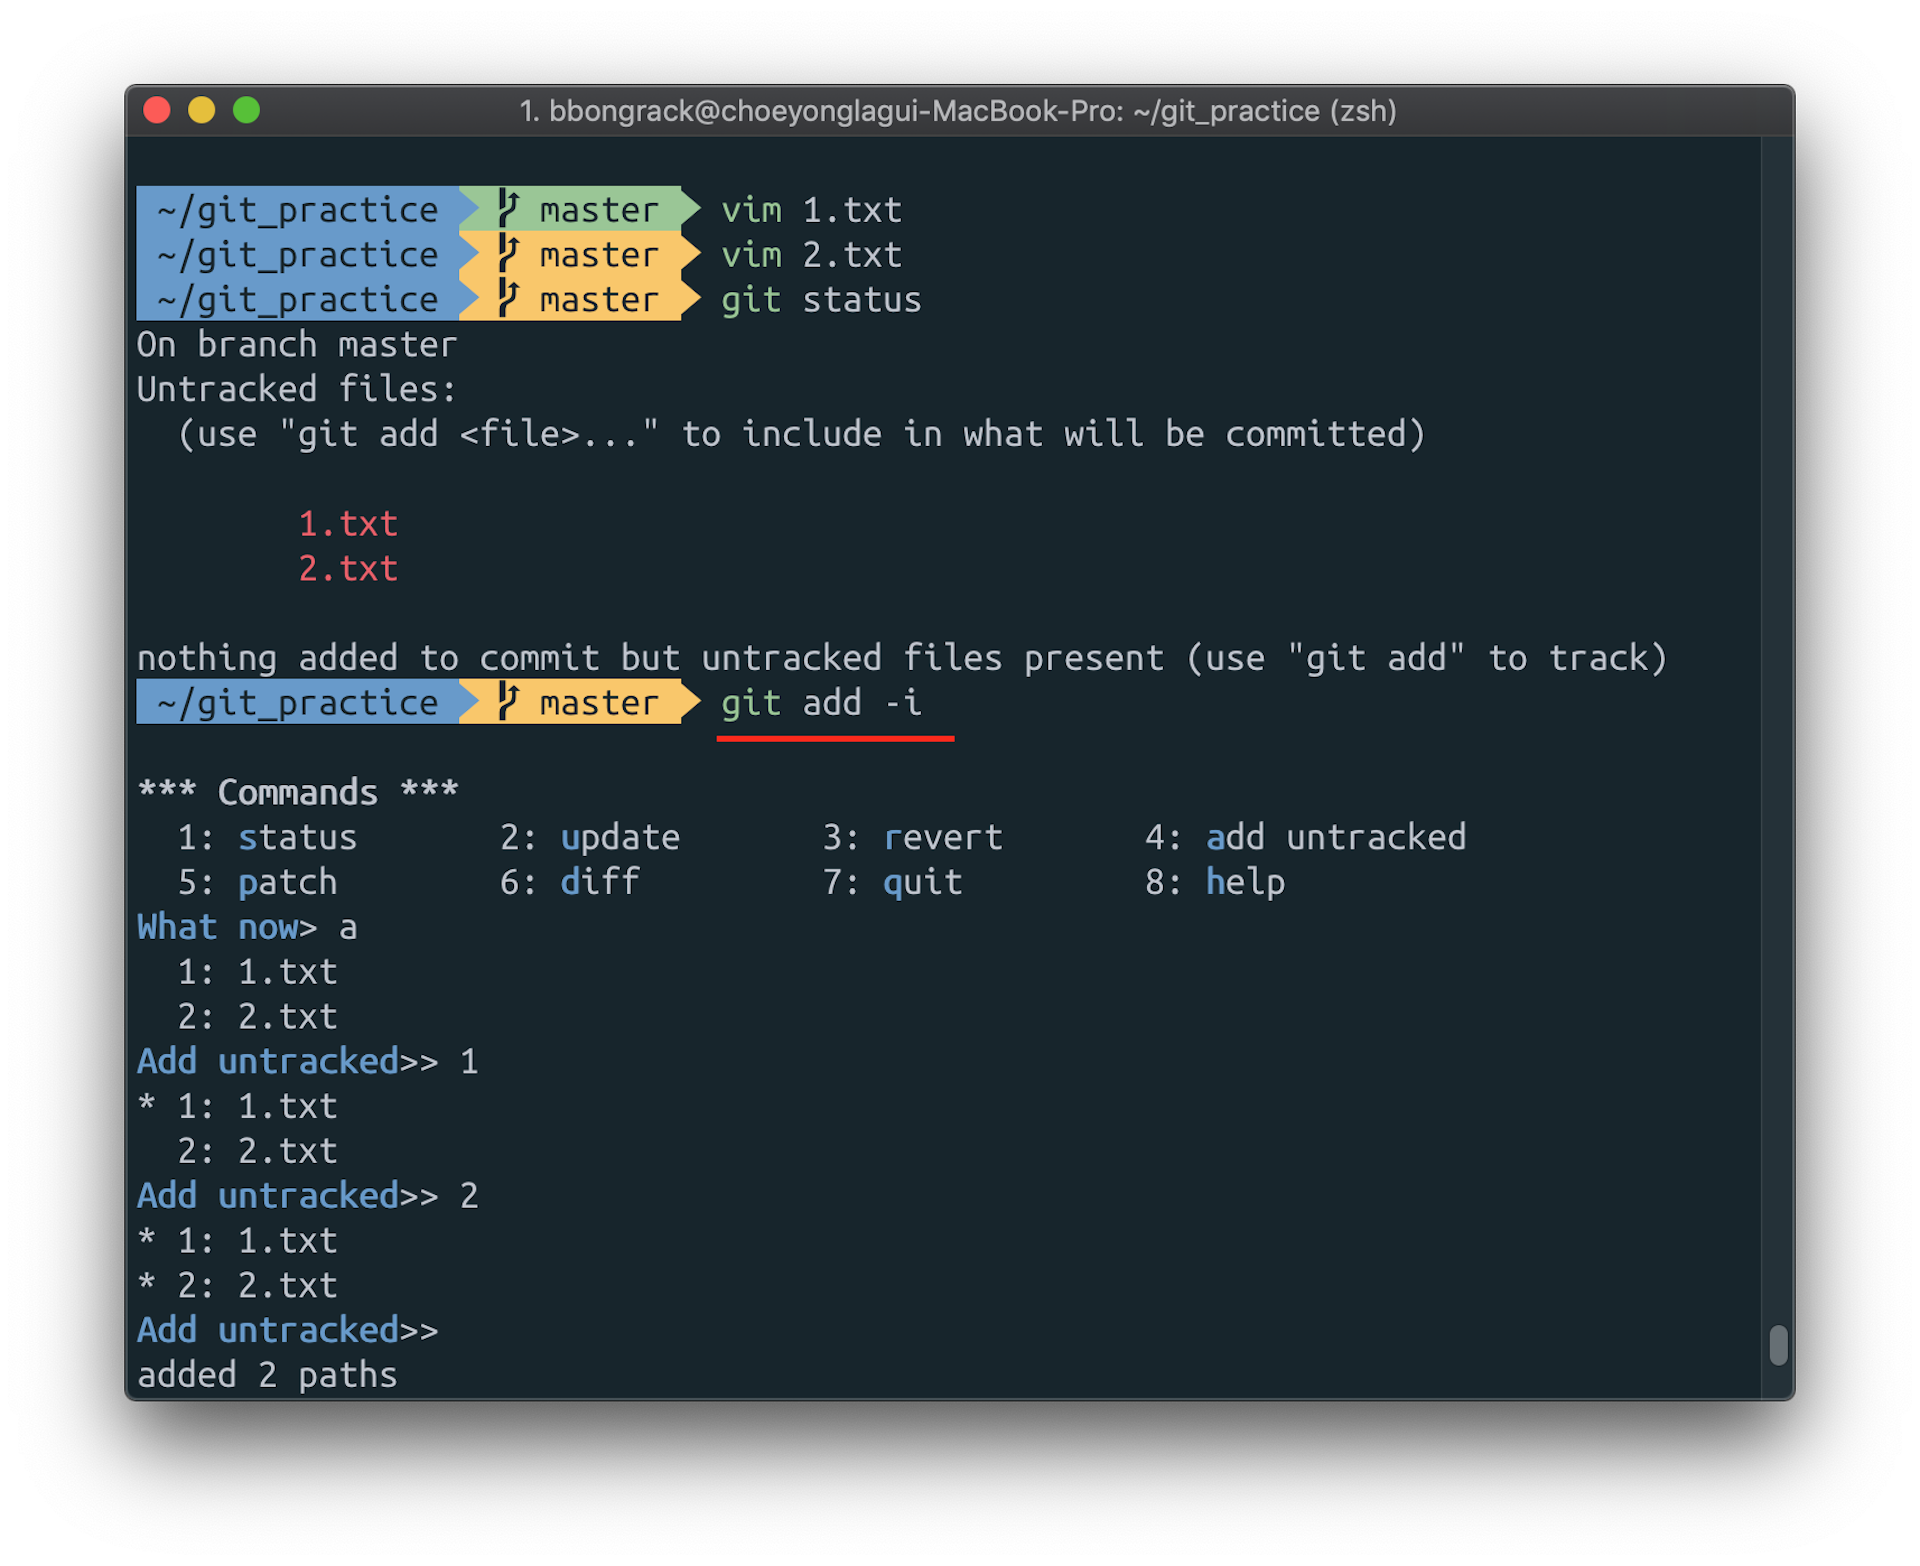 1. bbongrack@choeyonglagui-MacBook-Pro: ~/git_practice (zsh)
~/git_practice master vim 1.txt
~/git_practice master vim 2.txt
~/git_practice master git status
On branch master
Untracked files:
  (use "git add <file>..." to include in what will be committed)
        1.txt
        2.txt
nothing added to commit but untracked files present (use "git add" to track)
~/git_practice master git add -i
*** Commands ***
  1: status       2: update       3: revert       4: add untracked
  5: patch        6: diff         7: quit         8: help
What now> a
  1: 1.txt
  2: 2.txt
Add untracked>> 1
* 1: 1.txt
  2: 2.txt
Add untracked>> 2
* 1: 1.txt
* 2: 2.txt
Add untracked>>
added 2 paths